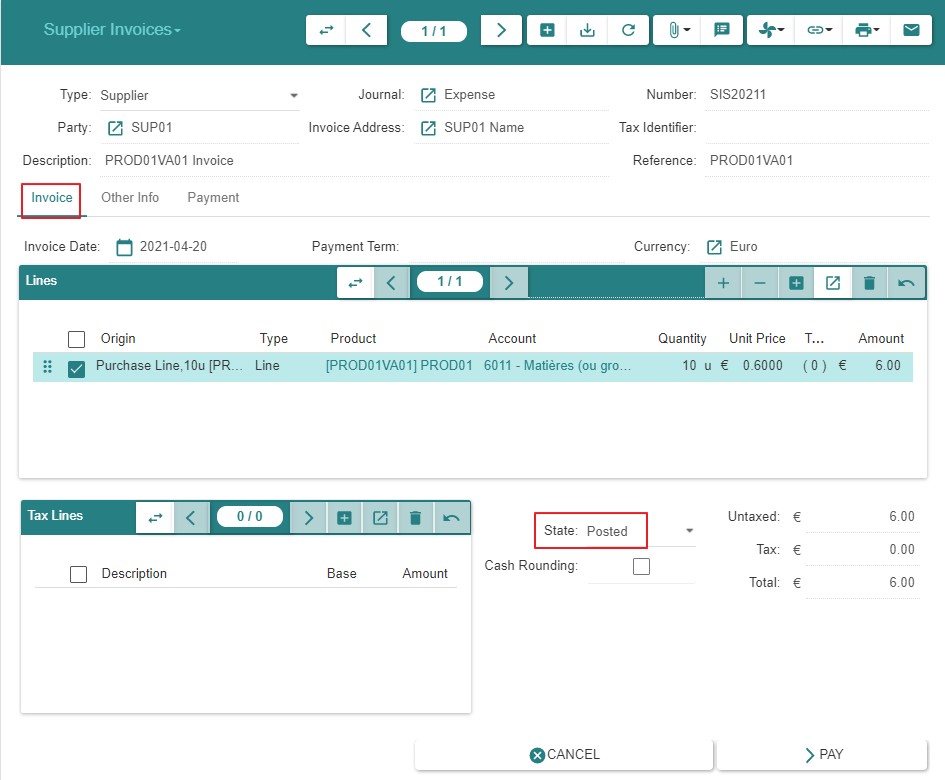 Supplier Invoices
1 / 1
Type: Supplier Journal: Expense Number: SIS20211
Party: SUP01 Invoice Address: SUP01 Name Tax Identifier:
Description: PROD01VA01 Invoice Reference: PROD01VA01
Invoice Other Info Payment
Invoice Date: 2021-04-20 Payment Term: Currency: Euro
Lines 1 / 1
Origin Type Product Account Quantity Unit Price T... Amount
Purchase Line,10u [PR... Line [PROD01VA01] PROD01 6011 - Matières (ou gro... 10 u € 0.6000 ( 0 ) € 6.00
Tax Lines 0 / 0
Description Base Amount
State: Posted
Cash Rounding:
Untaxed: € 6.00
Tax: € 0.00
Total: € 6.00
CANCEL PAY